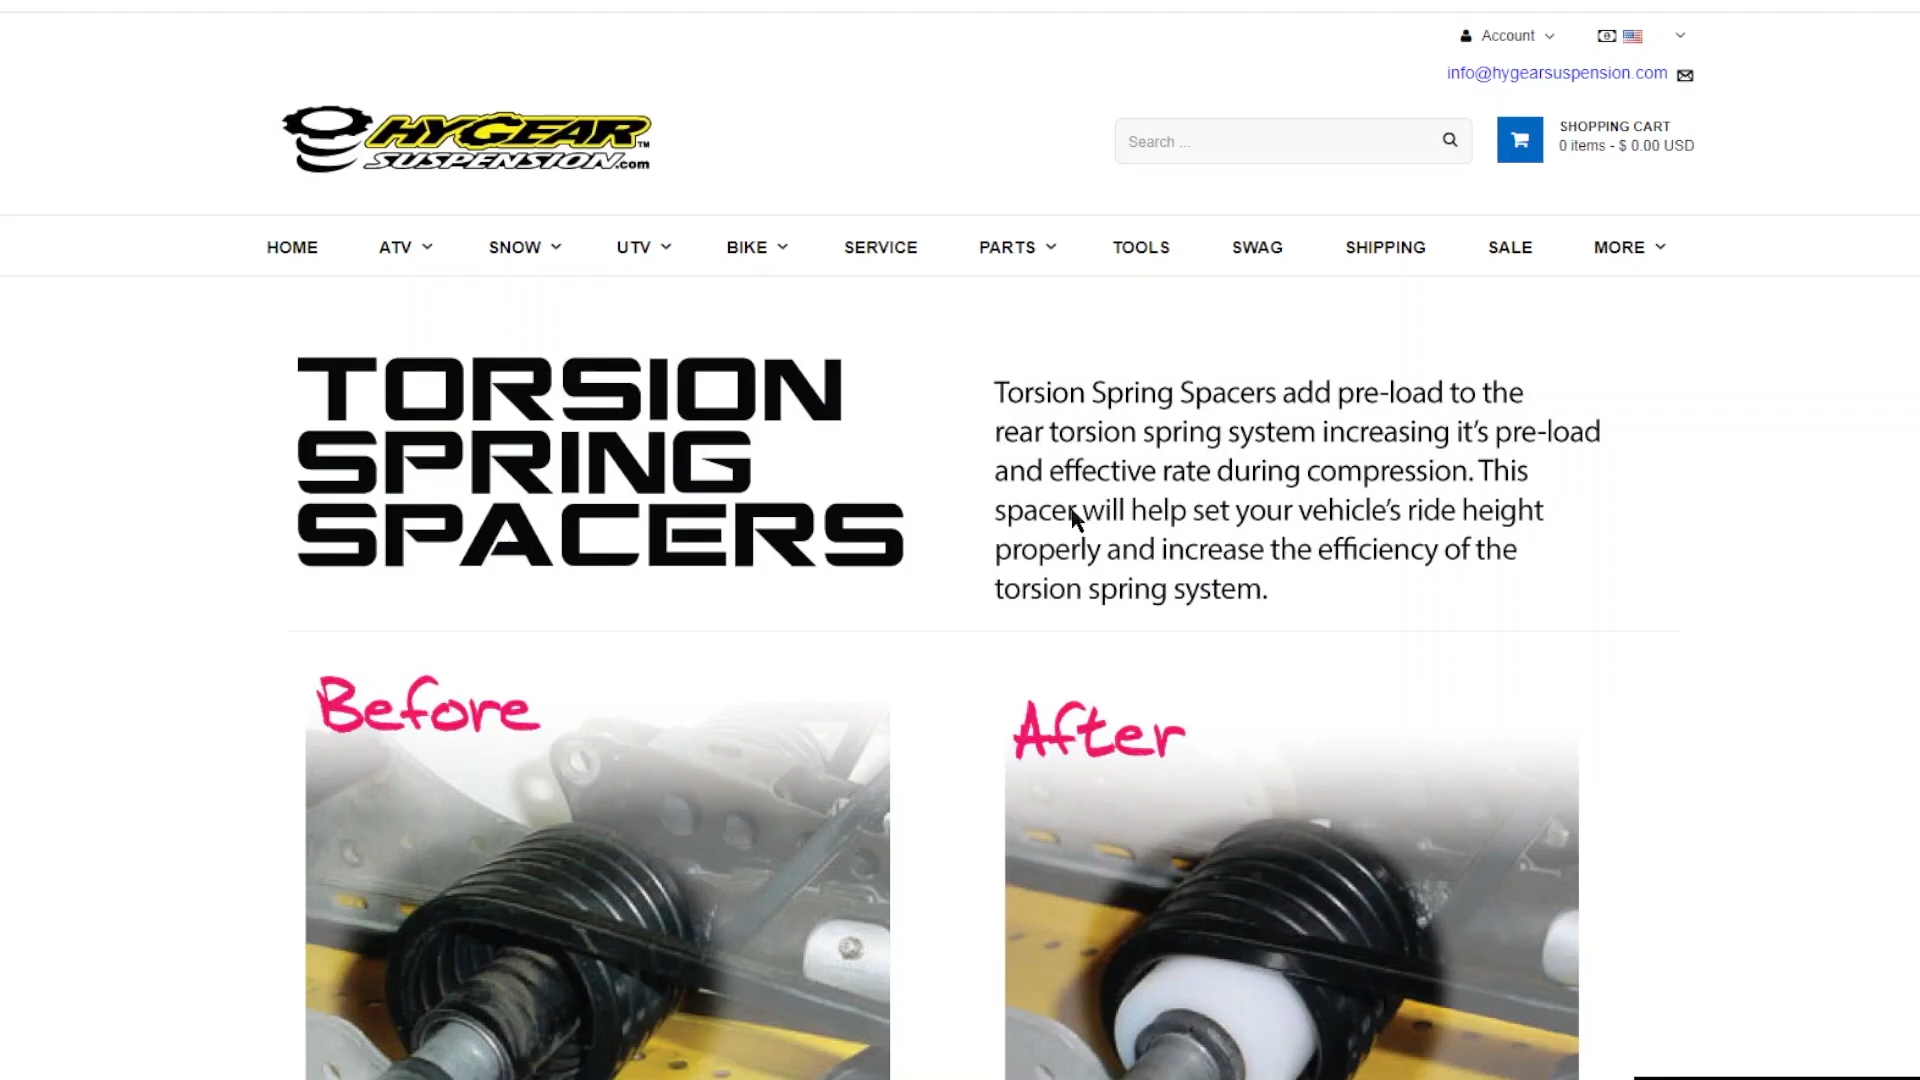 Account
info@hygearsuspension.com
HYGEAR™
SUSPENSION.com
Search ...
SHOPPING CART
0 items - $ 0.00 USD
HOME
ATV
SNOW
UTV
BIKE
SERVICE
PARTS
TOOLS
SWAG
SHIPPING
SALE
MORE
TORSION
SPRING
SPACERS
Torsion Spring Spacers add pre-load to the
rear torsion spring system increasing it's pre-load
and effective rate during compression. This
spacer will help set your vehicle's ride height
properly and increase the efficiency of the
torsion spring system.
Before
After